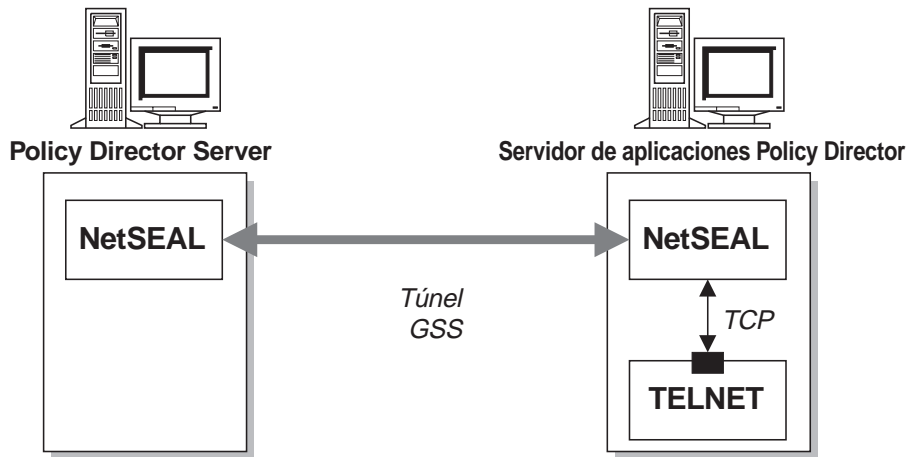 Policy Director Server
Servidor de aplicaciones Policy Director
NetSEAL
NetSEAL
Túnel
GSS
TCP
TELNET